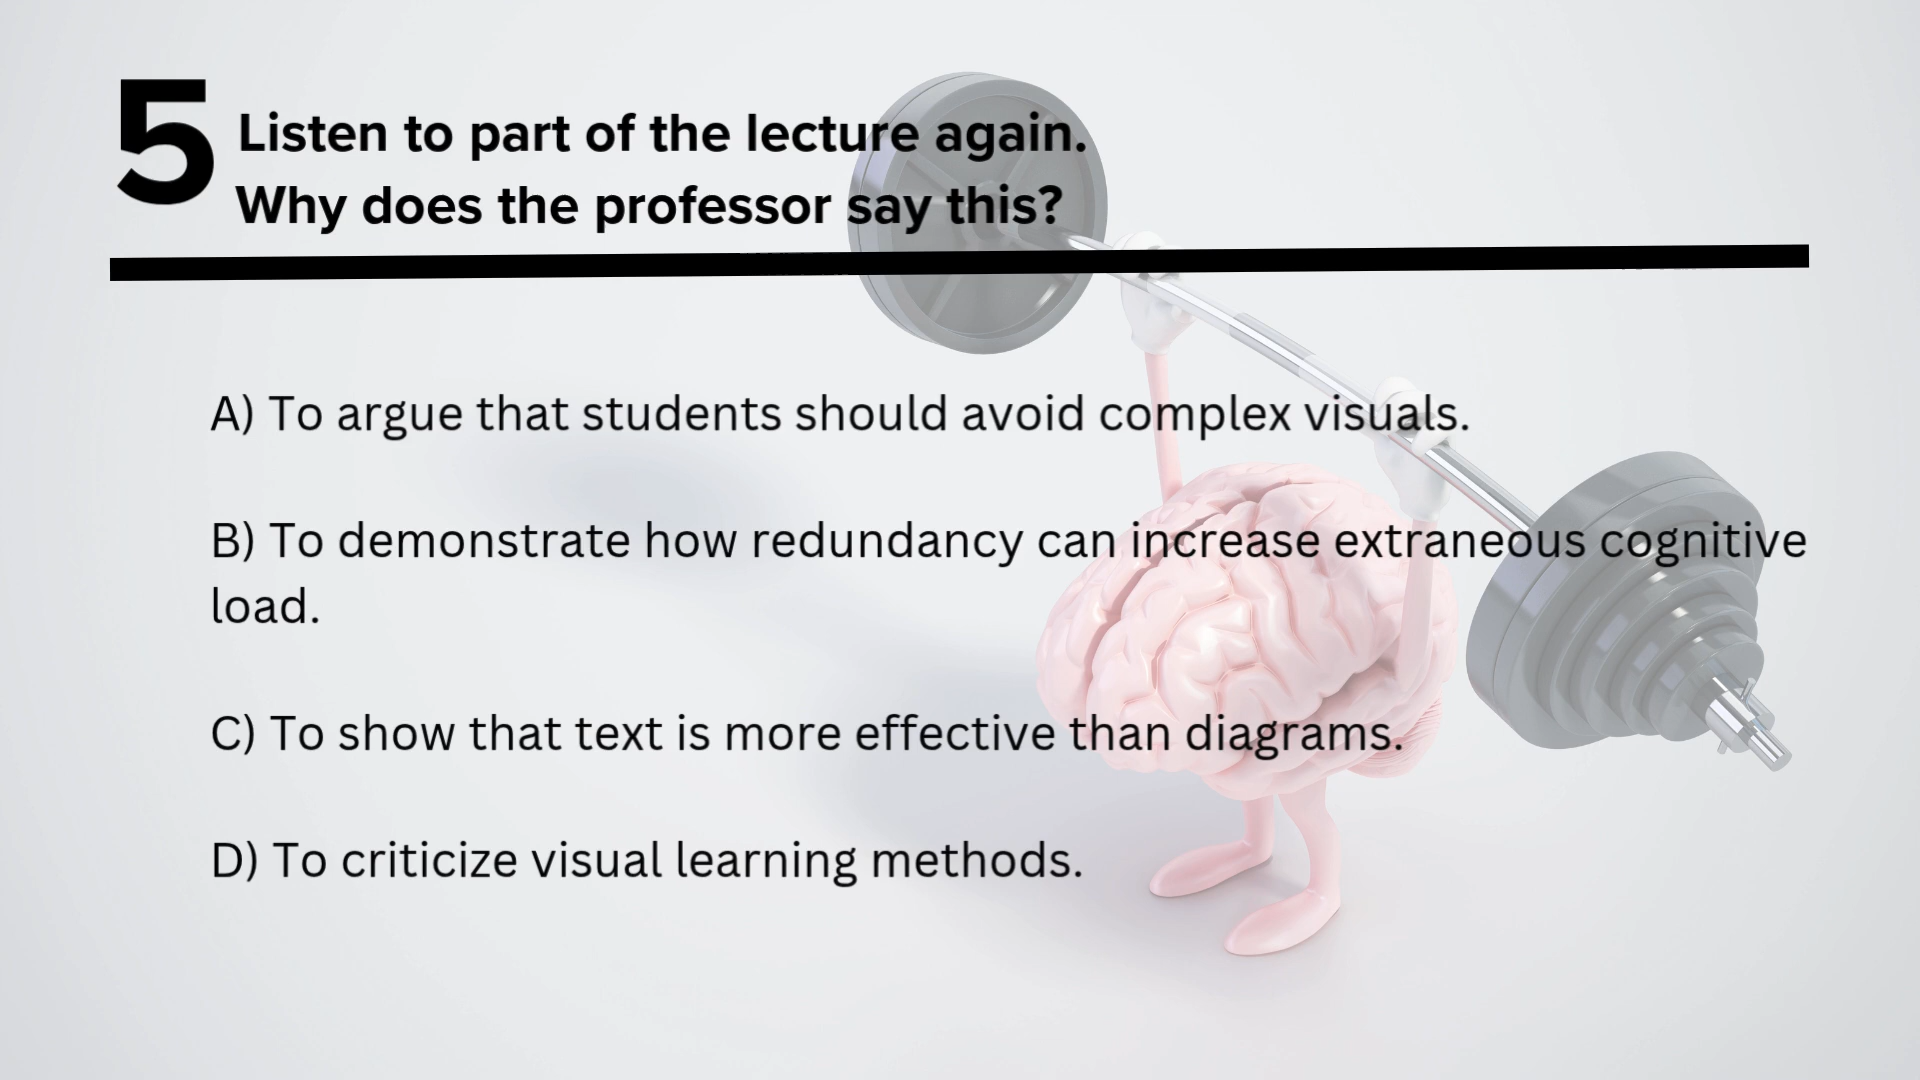 5
Listen to part of the lecture again.
Why does the professor say this?
A) To argue that students should avoid complex visuals.
B) To demonstrate how redundancy can increase extraneous cognitive
load.
C) To show that text is more effective than diagrams.
D) To criticize visual learning methods.